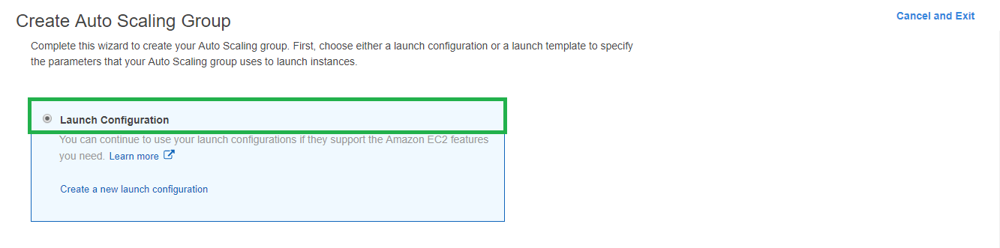 Create Auto Scaling Group
Cancel and Exit
Complete this wizard to create your Auto Scaling group. First, choose either a launch configuration or a launch template to specify
the parameters that your Auto Scaling group uses to launch instances.
Launch Configuration
You can continue to use your launch configurations if they support the Amazon EC2 features
you need. Learn more
Create a new launch configuration